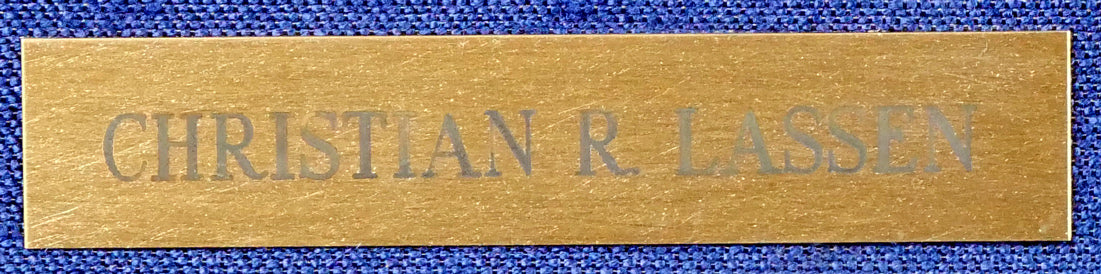 CHRISTIAN R. LASSEN